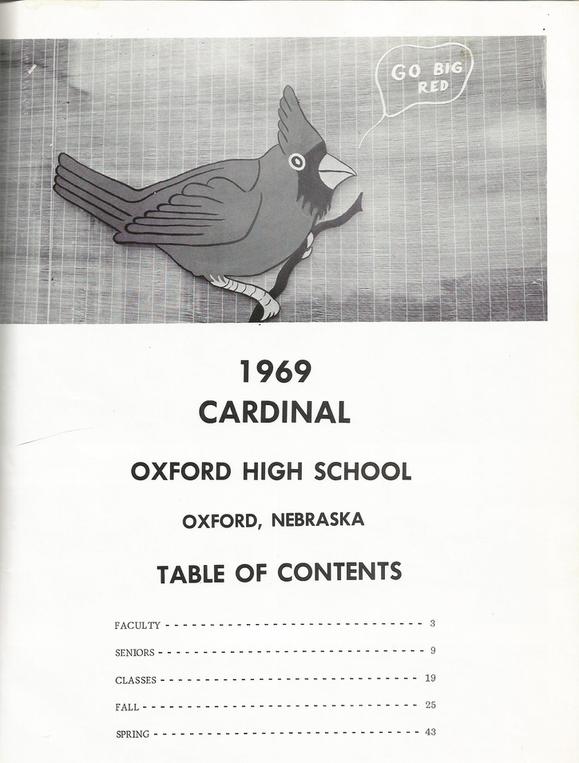 GO BIG
RED
1969
CARDINAL
OXFORD HIGH SCHOOL
OXFORD, NEBRASKA
TABLE OF CONTENTS
FACULTY - - - - - - - - - - - - - - - - - - - - - - - - - - - - - 3
SENIORS - - - - - - - - - - - - - - - - - - - - - - - - - - - - - 9
CLASSES - - - - - - - - - - - - - - - - - - - - - - - - - - - - - 19
FALL - - - - - - - - - - - - - - - - - - - - - - - - - - - - - - - 25
SPRING - - - - - - - - - - - - - - - - - - - - - - - - - - - - - - 43